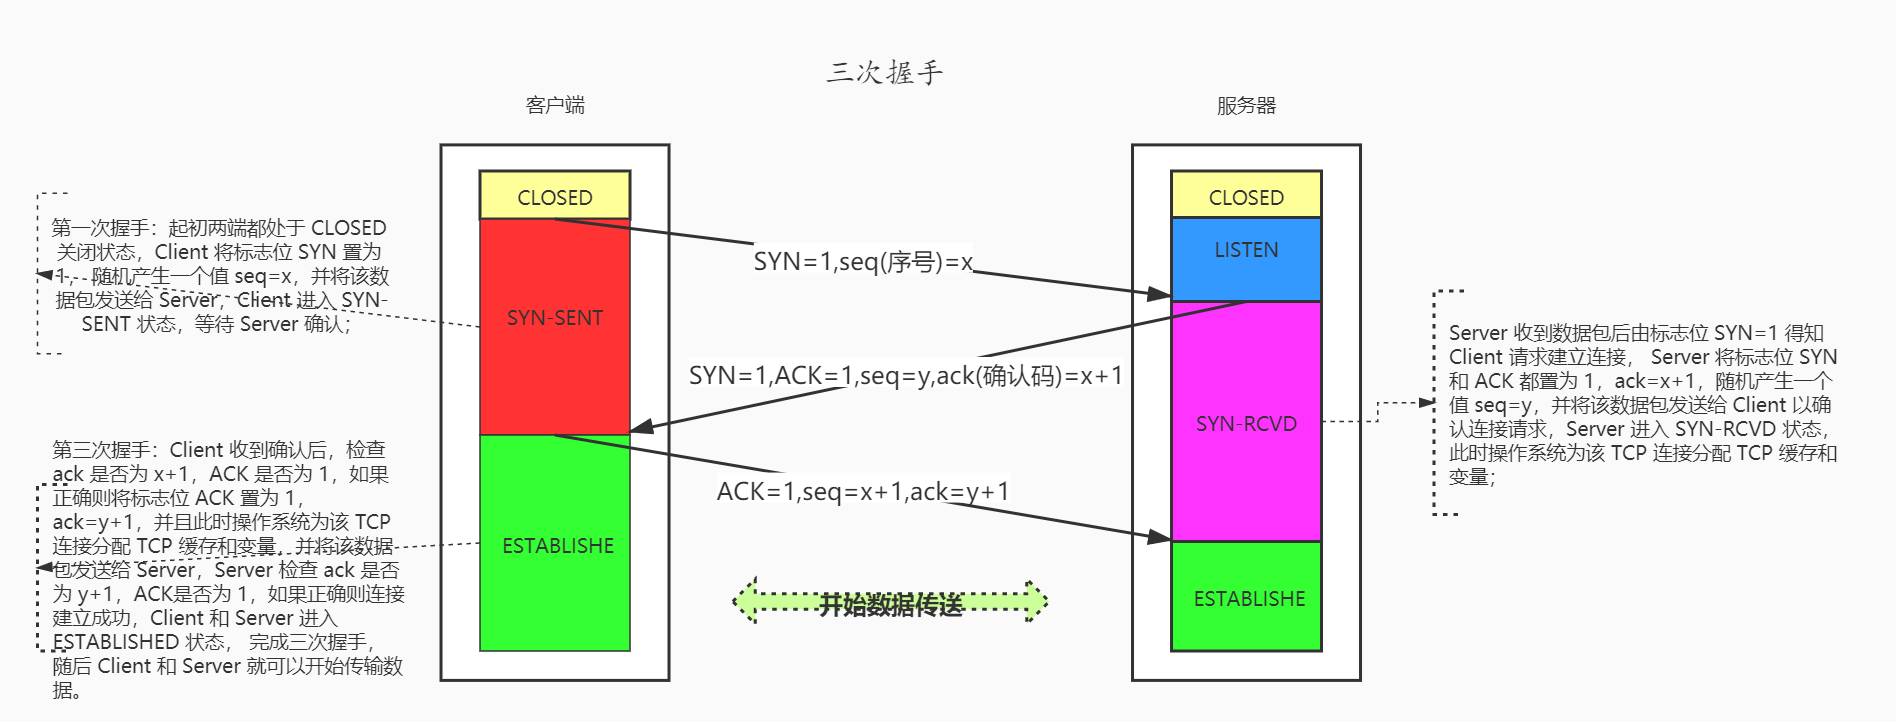 三次握手
客户端
服务器
CLOSED
SYN-SENT
ESTABLISHE
CLOSED
LISTEN
SYN-RCVD
ESTABLISHE
SYN=1,seq(序号)=x
SYN=1,ACK=1,seq=y,ack(确认码)=x+1
ACK=1,seq=x+1,ack=y+1
开始数据传送
第一次握手：起初两端都处于 CLOSED
关闭状态，Client 将标志位 SYN 置为
1，随机产生一个值 seq=x，并将该数
据包发送给 Server，Client 进入 SYN-
SENT 状态，等待 Server 确认；
第三次握手：Client 收到确认后，检查
ack 是否为 x+1，ACK 是否为 1，如果
正确则将标志位 ACK 置为 1，
ack=y+1，并且此时操作系统为该 TCP
连接分配 TCP 缓存和变量，并将该数据
包发送给 Server，Server 检查 ack 是否
为 y+1，ACK是否为 1，如果正确则连接
建立成功，Client 和 Server 进入
ESTABLISHED 状态， 完成三次握手，
随后 Client 和 Server 就可以开始传输数
据。
Server 收到数据包后由标志位 SYN=1 得知
Client 请求建立连接， Server 将标志位 SYN
和 ACK 都置为 1，ack=x+1，随机产生一个
值 seq=y，并将该数据包发送给 Client 以确
认连接请求，Server 进入 SYN-RCVD 状态，
此时操作系统为该 TCP 连接分配 TCP 缓存和
变量；